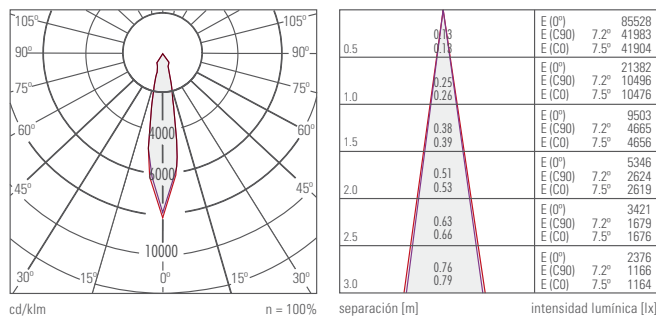 105º 105º
90º 90º
75º 75º
60º 60º
4000
45º 45º
6000
10000
30º 15º 0º 15º 30º
cd/klm n = 100%
0.13
0.13
0.5
E (0º) 85528
E (C90) 7.2º 41983
E (C0) 7.5º 41904
0.25
0.26
1.0
E (0º) 21382
E (C90) 7.2º 10496
E (C0) 7.5º 10476
0.38
0.39
1.5
E (0º) 9503
E (C90) 7.2º 4665
E (C0) 7.5º 4656
0.51
0.53
2.0
E (0º) 5346
E (C90) 7.2º 2624
E (C0) 7.5º 2619
0.63
0.66
2.5
E (0º) 3421
E (C90) 7.2º 1679
E (C0) 7.5º 1676
0.76
0.79
3.0
E (0º) 2376
E (C90) 7.2º 1166
E (C0) 7.5º 1164
separación [m] intensidad lumínica [lx]